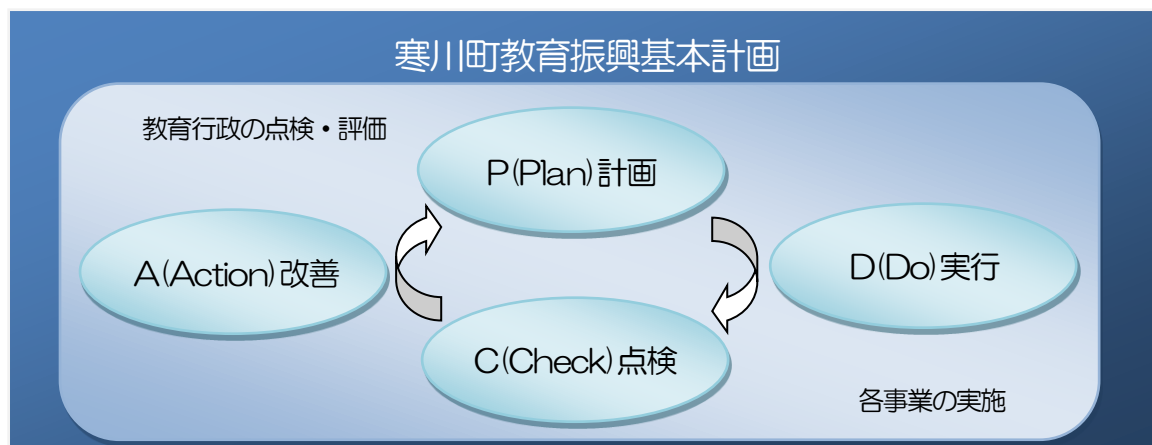 寒川町教育振興基本計画
教育行政の点検・評価
P(Plan)計画
A(Action)改善
D(Do)実行
C(Check)点検
各事業の実施